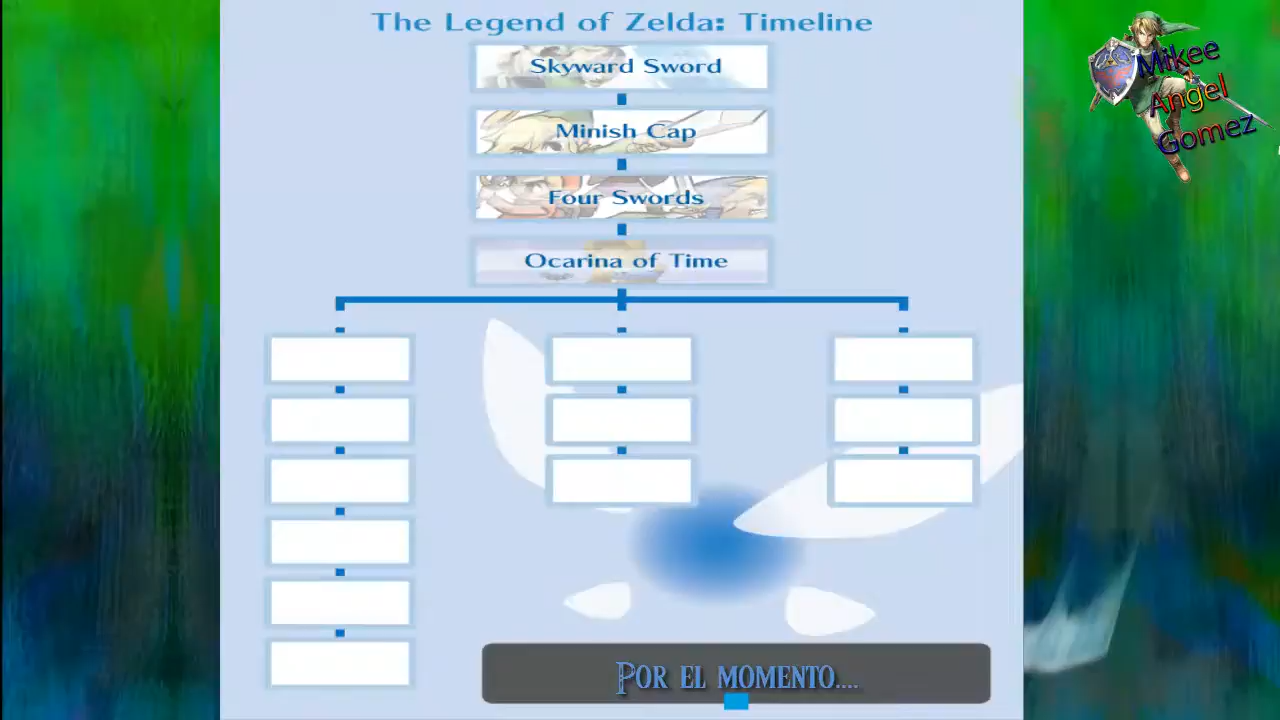 The Legend of Zelda: Timeline
Skyward Sword
Minish Cap
Four Swords
Ocarina of Time
Mikee
Angel
Gomez
Por el momento....